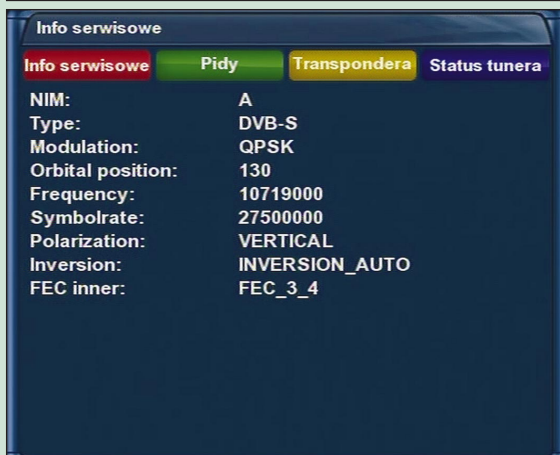 Info serwisowe
Info serwisowe Pidy Transpondera Status tunera
NIM: A
Type: DVB-S
Modulation: QPSK
Orbital position: 130
Frequency: 10719000
Symbolrate: 27500000
Polarization: VERTICAL
Inversion: INVERSION_AUTO
FEC inner: FEC_3_4